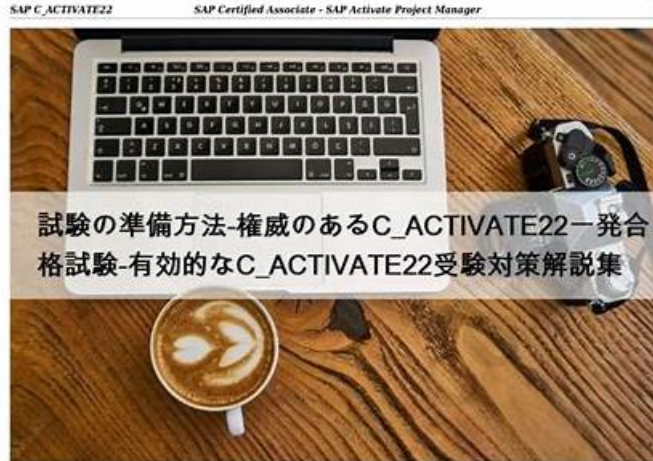 SAP C_ACTIVATE22 SAP Certified Associate - SAP Activate Project Manager
試験の準備方法-権威のあるC_ACTIVATE22一発合
格試験-有効的なC_ACTIVATE22受験対策解説集